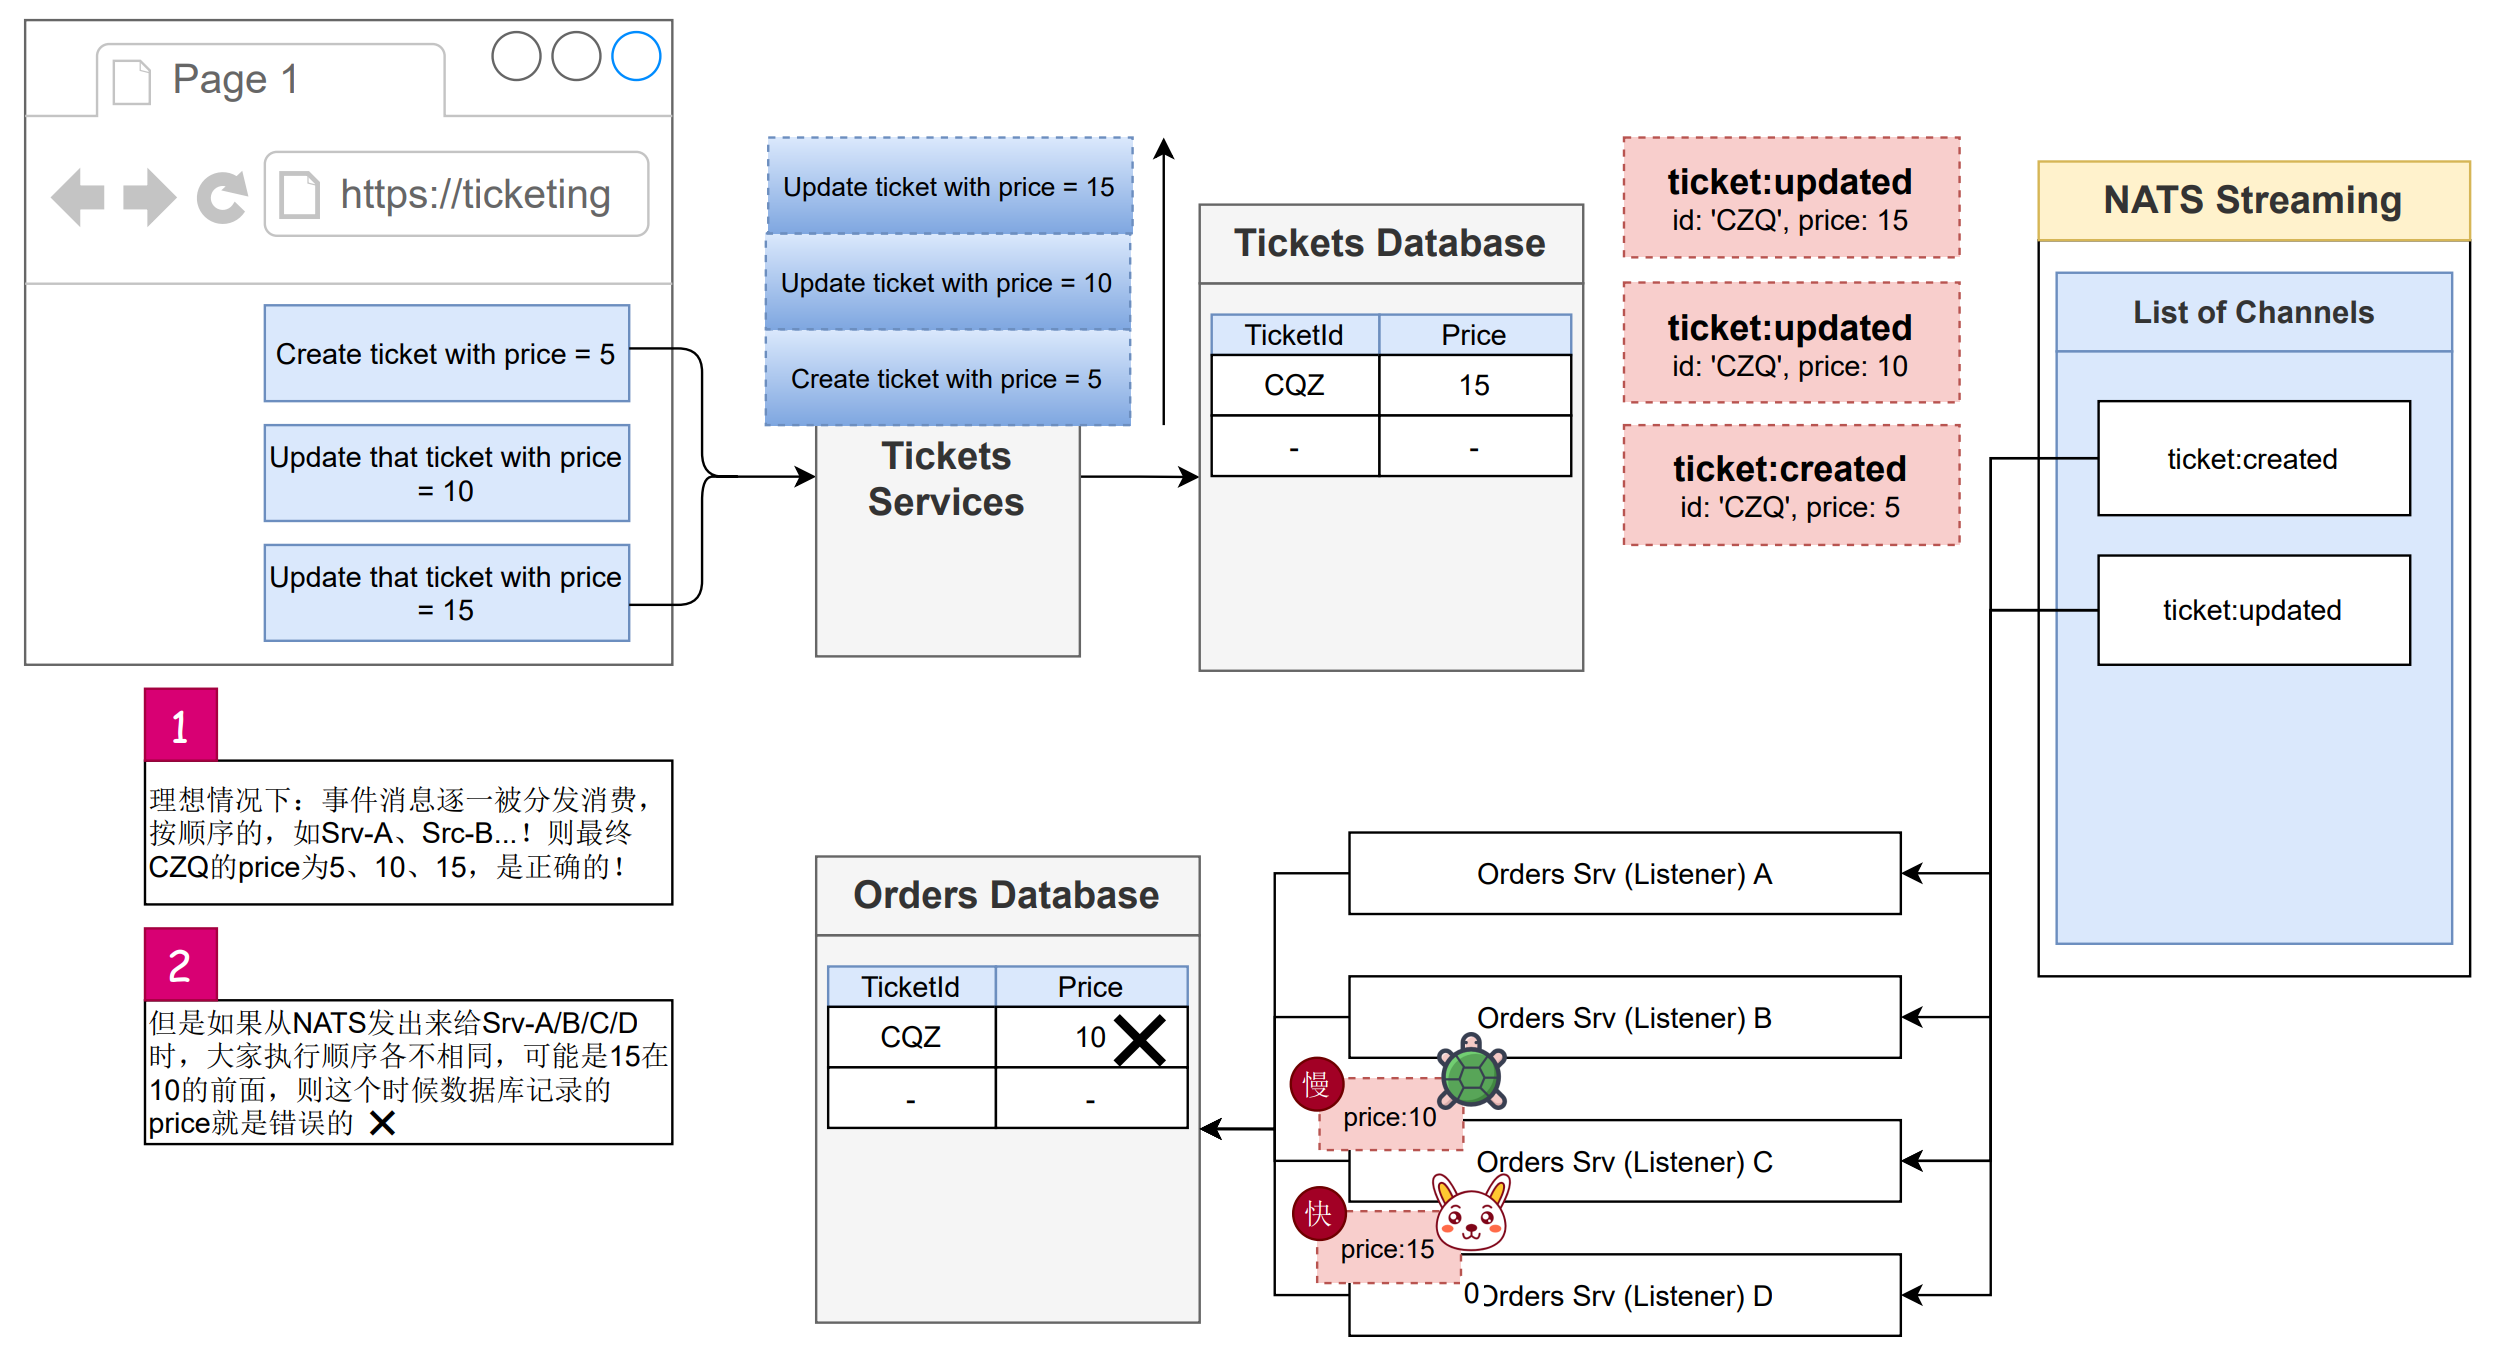 Page 1
https://ticketing
Create ticket with price = 5
Update that ticket with price
= 10
Update that ticket with price
= 15
Update ticket with price = 15
Update ticket with price = 10
Create ticket with price = 5
Tickets
Services
Tickets Database
TicketId Price
CQZ 15
- -
ticket:updated
id: 'CZQ', price: 15
ticket:updated
id: 'CZQ', price: 10
ticket:created
id: 'CZQ', price: 5
NATS Streaming
List of Channels
ticket:created
ticket:updated
1
理想情况下：事件消息逐一被分发消费，
按顺序的，如Srv-A、Src-B...！则最终
CZQ的price为5、10、15，是正确的！
2
但是如果从NATS发出来给Srv-A/B/C/D
时，大家执行顺序各不相同，可能是15在
10的前面，则这个时候数据库记录的
price就是错误的
Orders Database
TicketId Price
CQZ 10
- -
Orders Srv (Listener) A
Orders Srv (Listener) B
慢
price:10
Orders Srv (Listener) C
快
price:15
0
Orders Srv (Listener) D